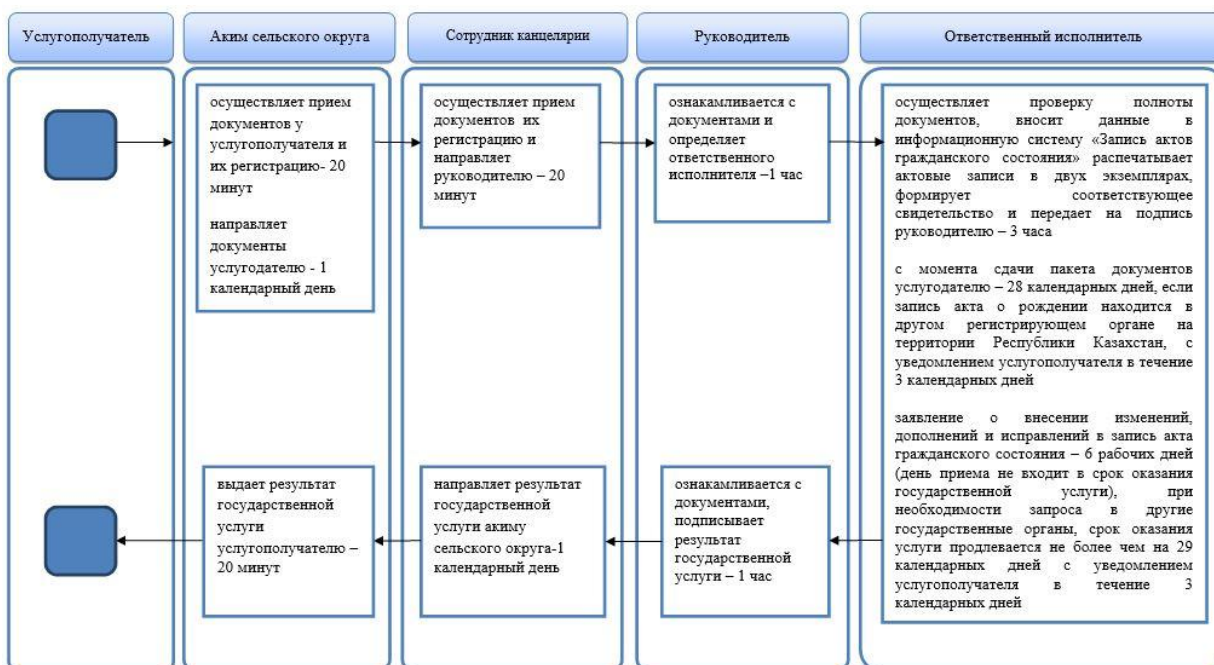 Услугополучатель
Аким сельского округа
Сотрудник канцелярии
Руководитель
Ответственный исполнитель
осуществляет прием
документов у
услугополучателя и
их регистрацию- 20
минут
направляет
документы
услугодателю - 1
календарный день
осуществляет прием
документов их
регистрацию и
направляет
руководителю – 20
минут
ознакамливается с
документами и
определяет
ответственного
исполнителя –1 час
осуществляет проверку полноты
документов, вносит данные в
информационную систему «Запись актов
гражданского состояния» распечатывает
актовые записи в двух экземплярах,
формирует соответствующее
свидетельство и передает на подпись
руководителю – 3 часа
с момента сдачи пакета документов
услугодателю – 28 календарных дней, если
запись акта о рождении находится в
другом регистрирующем органе на
территории Республики Казахстан, с
уведомлением услугополучателя в течение
3 календарных дней
заявление о внесении изменений,
дополнений и исправлений в запись акта
гражданского состояния – 6 рабочих дней
(день приема не входит в срок оказания
государственной услуги), при
необходимости запроса в другие
государственные органы, срок оказания
услуги продлевается не более чем на 29
календарных дней с уведомлением
услугополучателя в течение 3
календарных дней
выдает результат
государственной
услуги
услугополучателю –
20 минут
направляет результат
государственной
услуги акиму
сельского округа-1
календарный день
ознакамливается с
документами,
подписывает
результат
государственной
услуги – 1 час